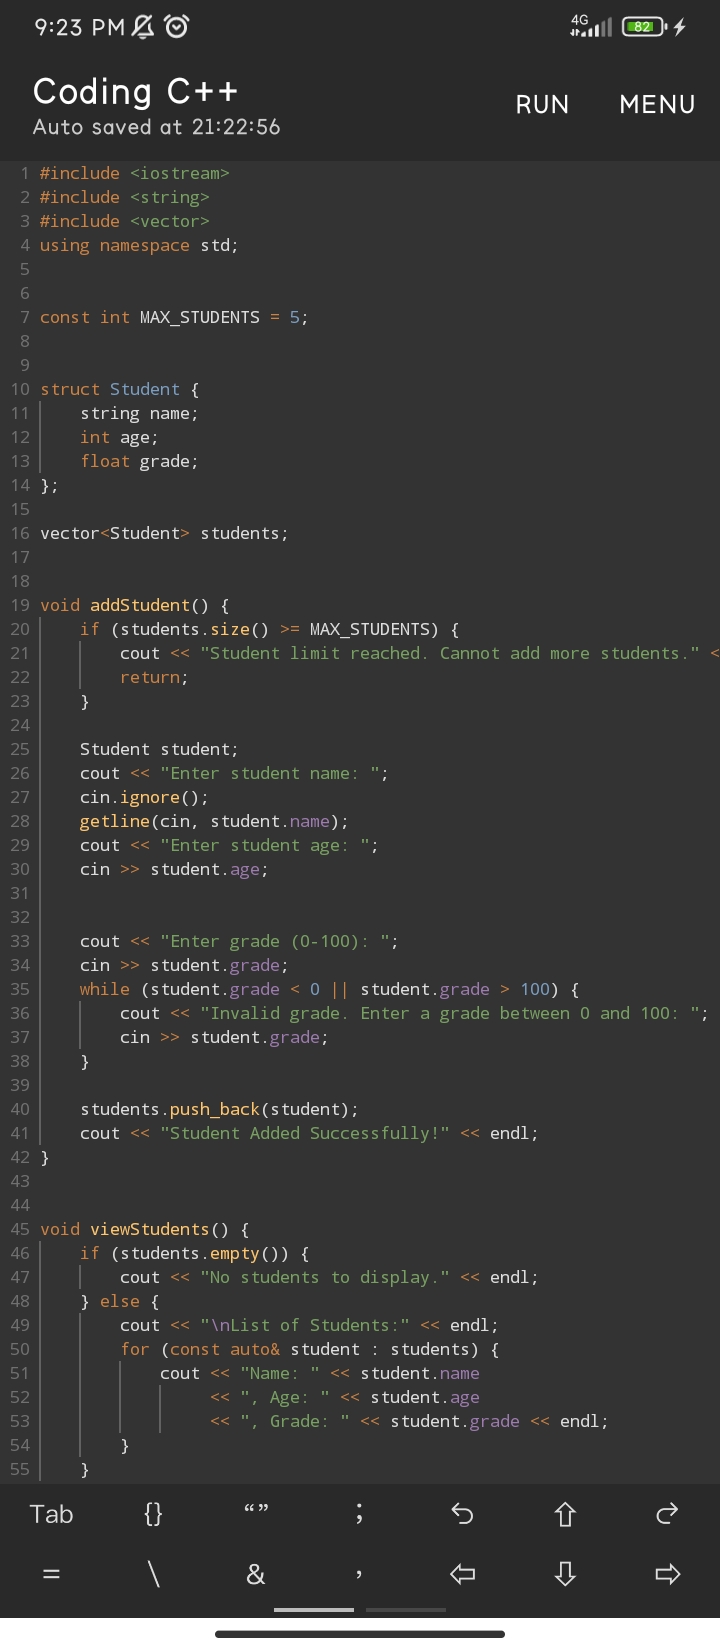 9:23 PM
4G
82
Coding C++
RUN
MENU
Auto saved at 21:22:56
1 #include <iostream>
2 #include <string>
3 #include <vector>
4 using namespace std;
5
6
7 const int MAX_STUDENTS = 5;
8
9
10 struct Student {
11     string name;
12     int age;
13     float grade;
14 };
15
16 vector<Student> students;
17
18
19 void addStudent() {
20     if (students.size() >= MAX_STUDENTS) {
21         cout << "Student limit reached. Cannot add more students." <
22         return;
23     }
24
25     Student student;
26     cout << "Enter student name: ";
27     cin.ignore();
28     getline(cin, student.name);
29     cout << "Enter student age: ";
30     cin >> student.age;
31
32
33     cout << "Enter grade (0-100): ";
34     cin >> student.grade;
35     while (student.grade < 0 || student.grade > 100) {
36         cout << "Invalid grade. Enter a grade between 0 and 100: ";
37         cin >> student.grade;
38     }
39
40     students.push_back(student);
41     cout << "Student Added Successfully!" << endl;
42 }
43
44
45 void viewStudents() {
46     if (students.empty()) {
47         cout << "No students to display." << endl;
48     } else {
49         cout << "\nList of Students:" << endl;
50         for (const auto& student : students) {
51             cout << "Name: " << student.name
52                  << ", Age: " << student.age
53                  << ", Grade: " << student.grade << endl;
54         }
55     }
Tab {} “” ;
= \ & ,